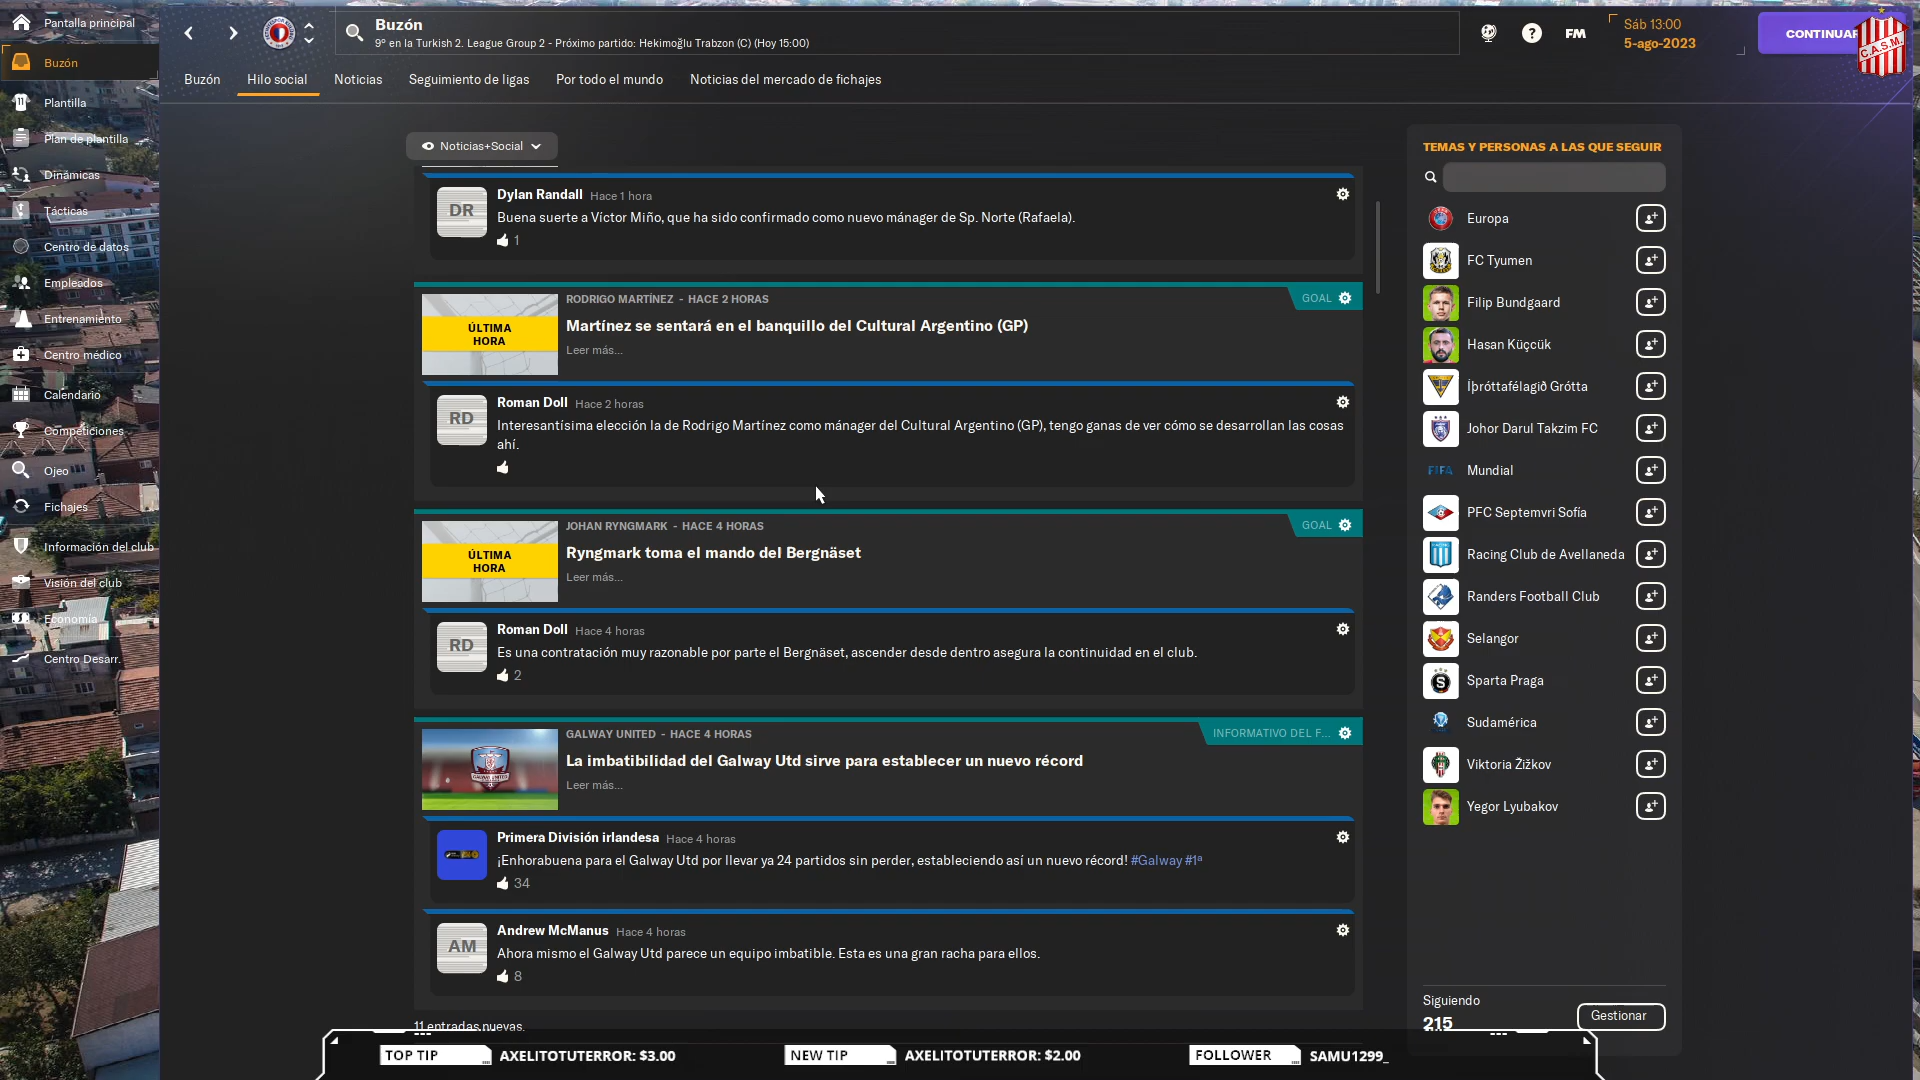 Pantalla principal
Buzón
Plantilla
Plan de plantilla
Dinámicas
Tácticas
Centro de datos
Empleados
Entrenamiento
Centro médico
Calendario
Competiciones
Ojeo
Fichajes
Información del club
Visión del club
Economía
Centro Desarr.
Buzón
9º en la Turkish 2. League Group 2 - Próximo partido: Hekimoğlu Trabzon (C) (Hoy 15:00)
FM
Sáb 13:00
5-ago-2023
CONTINUAR
C.A.S.M.
Buzón
Hilo social
Noticias
Seguimiento de ligas
Por todo el mundo
Noticias del mercado de fichajes
Noticias+Social
DR
Dylan Randall Hace 1 hora
Buena suerte a Víctor Miño, que ha sido confirmado como nuevo mánager de Sp. Norte (Rafaela).
1
RODRIGO MARTÍNEZ - HACE 2 HORAS
GOAL
ÚLTIMA
HORA
Martínez se sentará en el banquillo del Cultural Argentino (GP)
Leer más...
RD
Roman Doll Hace 2 horas
Interesantísima elección la de Rodrigo Martínez como mánager del Cultural Argentino (GP), tengo ganas de ver cómo se desarrollan las cosas
ahí.
JOHAN RYNGMARK - HACE 4 HORAS
GOAL
ÚLTIMA
HORA
Ryngmark toma el mando del Bergnäset
Leer más...
RD
Roman Doll Hace 4 horas
Es una contratación muy razonable por parte el Bergnäset, ascender desde dentro asegura la continuidad en el club.
2
GALWAY UNITED - HACE 4 HORAS
INFORMATIVO DEL F...
La imbatibilidad del Galway Utd sirve para establecer un nuevo récord
Leer más...
Primera División irlandesa Hace 4 horas
¡Enhorabuena para el Galway Utd por llevar ya 24 partidos sin perder, estableciendo así un nuevo récord! #Galway #1ª
34
AM
Andrew McManus Hace 4 horas
Ahora mismo el Galway Utd parece un equipo imbatible. Esta es una gran racha para ellos.
8
11 entradas nuevas.
TEMAS Y PERSONAS A LAS QUE SEGUIR
Europa
FC Tyumen
Filip Bundgaard
Hasan Küçcük
Íþróttafélagið Grótta
Johor Darul Takzim FC
FIFA
Mundial
PFC Septemvri Sofía
Racing Club de Avellaneda
Randers Football Club
Selangor
Sparta Praga
Sudamérica
Viktoria Žižkov
Yegor Lyubakov
Siguiendo
215
Gestionar
TOP TIP
AXELITOTUTERROR: $3.00
NEW TIP
AXELITOTUTERROR: $2.00
FOLLOWER
SAMU1299_